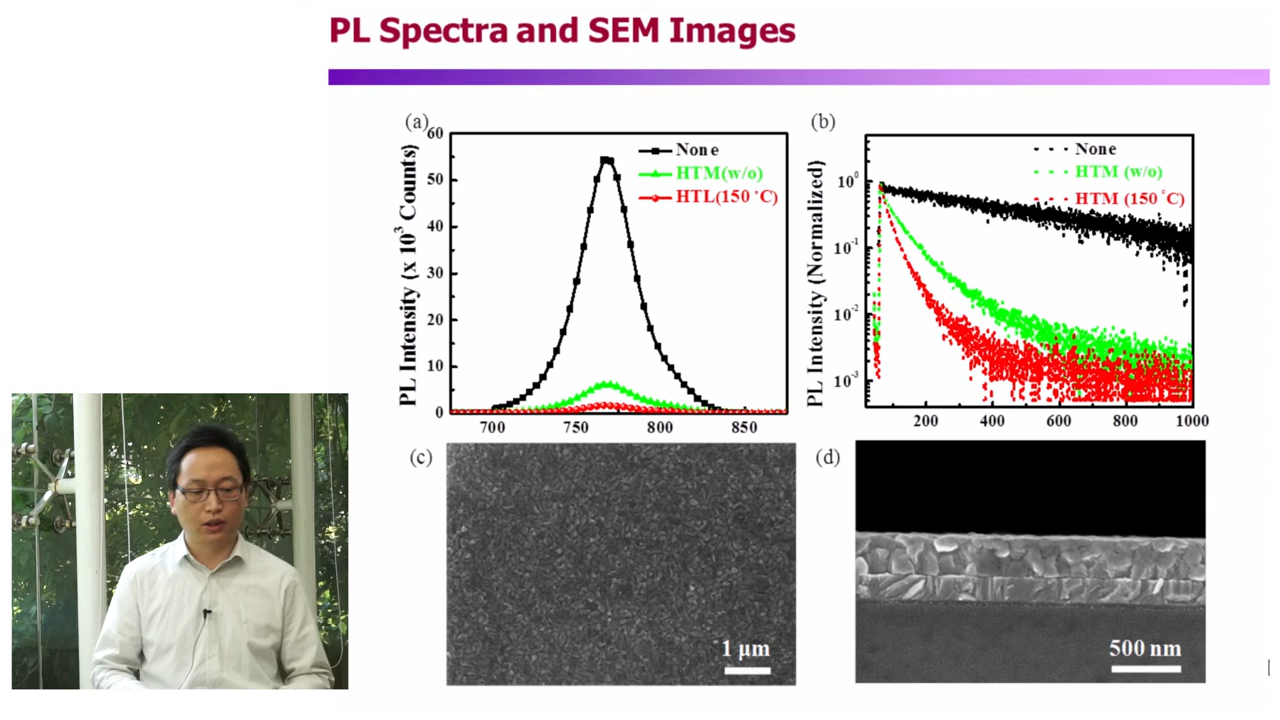 PL Spectra and SEM Images
(a)
PL Intensity (x 10³ Counts)
60
50
40
30
20
10
0
700 750 800 850
None
HTM(w/o)
HTL(150 °C)
(b)
PL Intensity (Normalized)
10⁰
10⁻¹
10⁻²
10⁻³
200 400 600 800 1000
None
HTM (w/o)
HTM (150 °C)
(c)
1 μm
(d)
500 nm